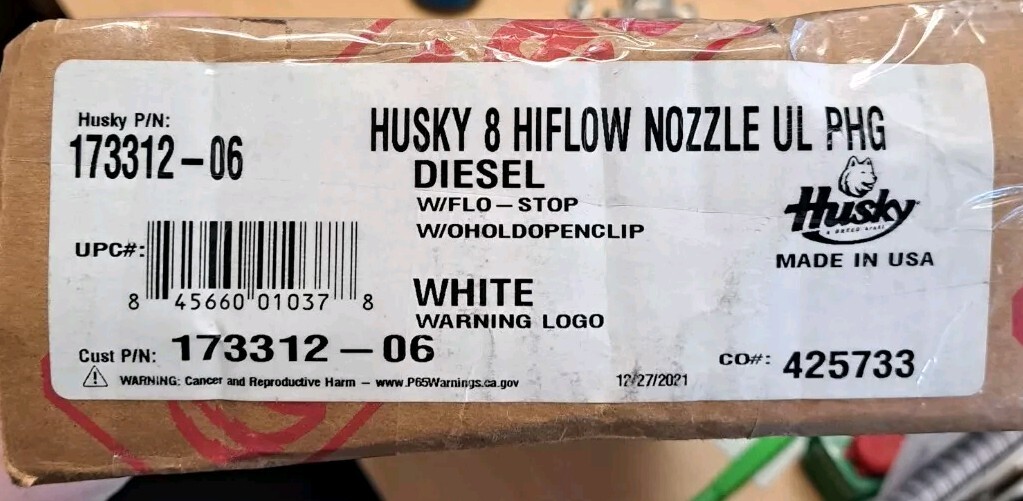 Husky P/N:
173312-06
HUSKY 8 HIFLOW NOZZLE UL PHG
DIESEL
W/FLO-STOP
W/OHOLDOPENCLIP
Husky
MADE IN USA
UPC#:
8 45660 01037 8
WHITE
WARNING LOGO
Cust P/N: 173312-06
CO#: 425733
WARNING: Cancer and Reproductive Harm - www.P65Warnings.ca.gov
12/27/2021